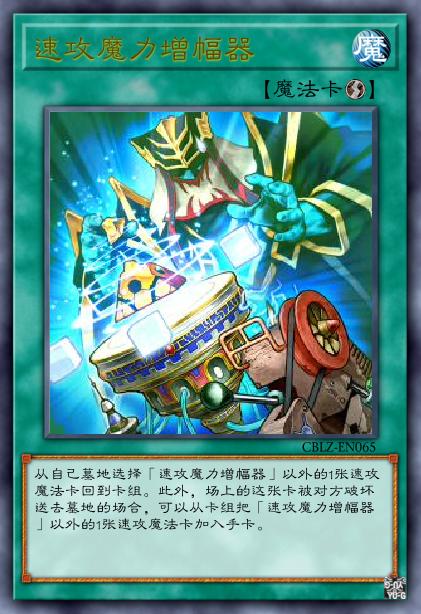 速攻魔力增幅器
魔
【魔法卡】
CBLZ-EN065
从自己墓地选择「速攻魔力增幅器」以外的1张速攻
魔法卡回到卡组。此外，场上的这张卡被对方破坏
送去墓地的场合，可以从卡组把「速攻魔力增幅器
」以外的1张速攻魔法卡加入手卡。